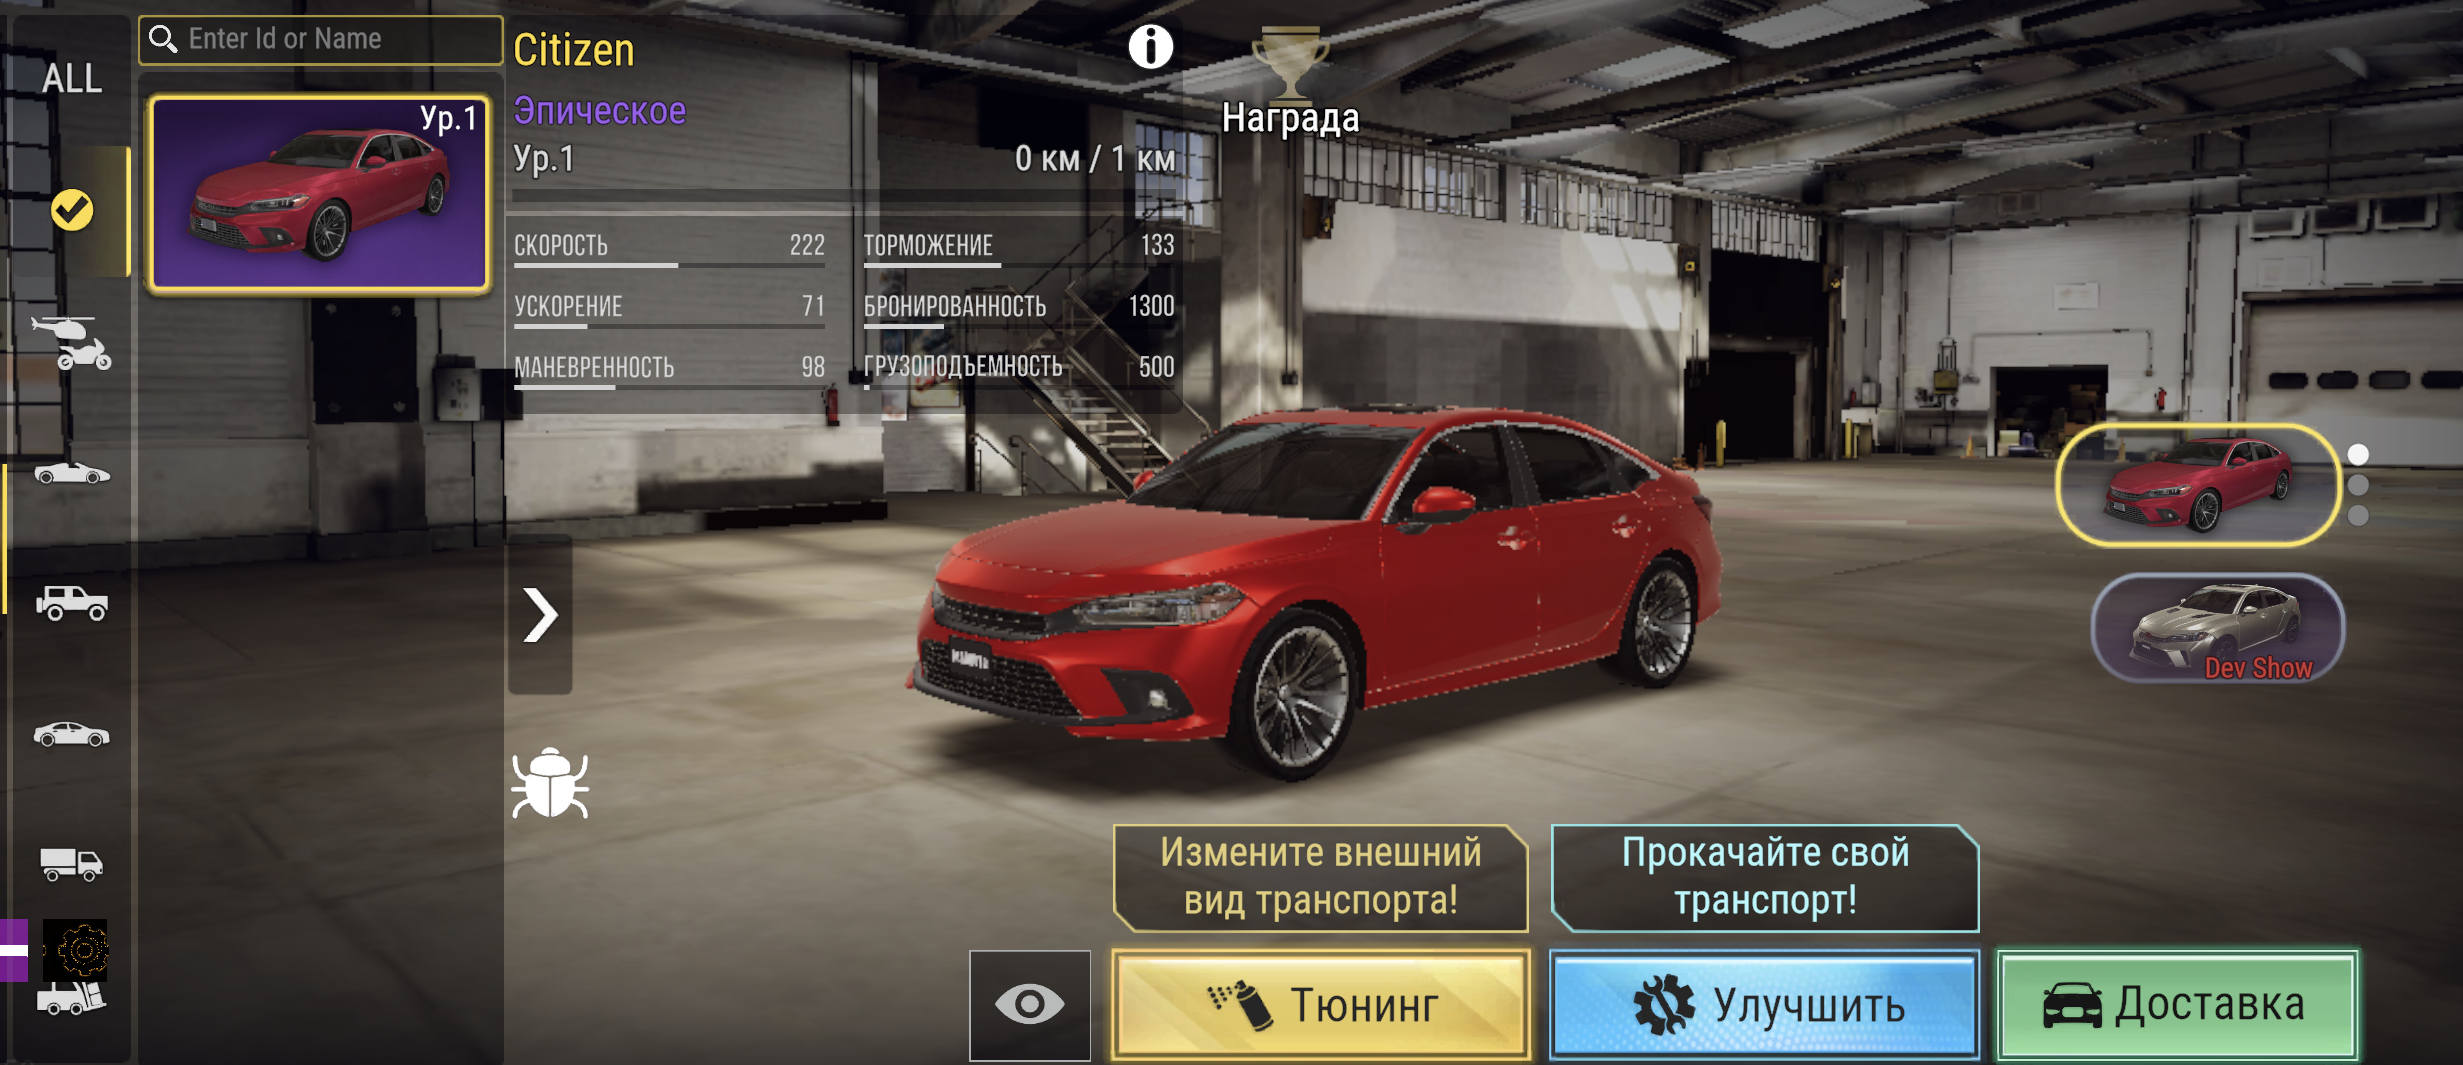 ALL
Enter Id or Name
Ур.1
Citizen
Эпическое
Ур.1
0 км / 1 км
СКОРОСТЬ 222
ТОРМОЖЕНИЕ 133
УСКОРЕНИЕ 71
БРОНИРОВАННОСТЬ 1300
МАНЕВРЕННОСТЬ 98
ГРУЗОПОДЪЕМНОСТЬ 500
Награда
Dev Show
Измените внешний
вид транспорта!
Прокачайте свой
транспорт!
Тюнинг
Улучшить
Доставка